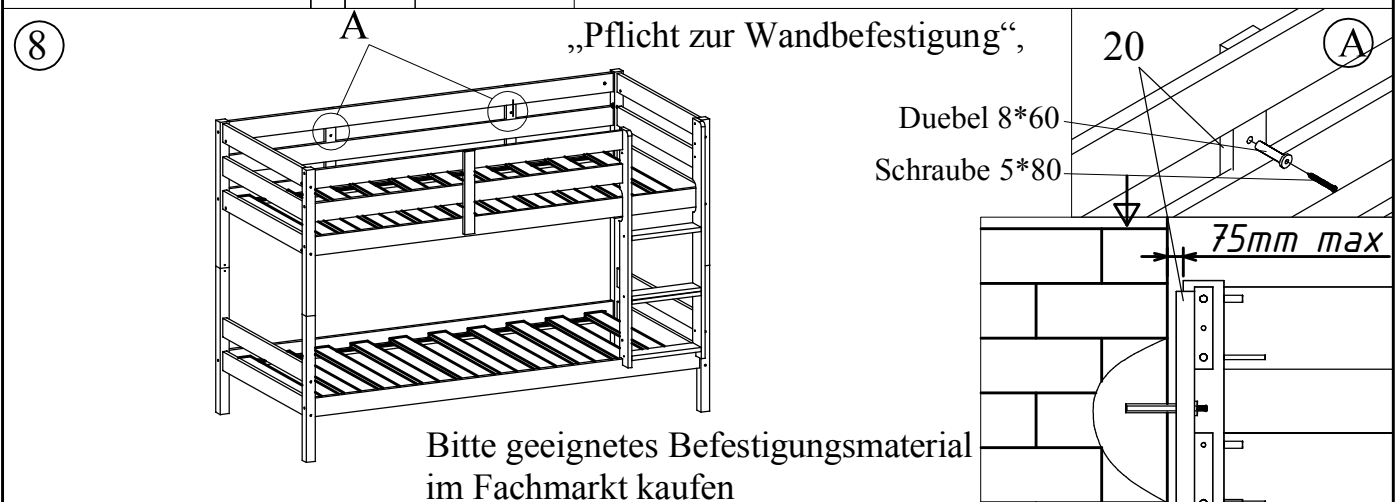 8
A
„Pflicht zur Wandbefestigung“,
20
A
Duebel 8*60
Schraube 5*80
75mm max
Bitte geeignetes Befestigungsmaterial
im Fachmarkt kaufen